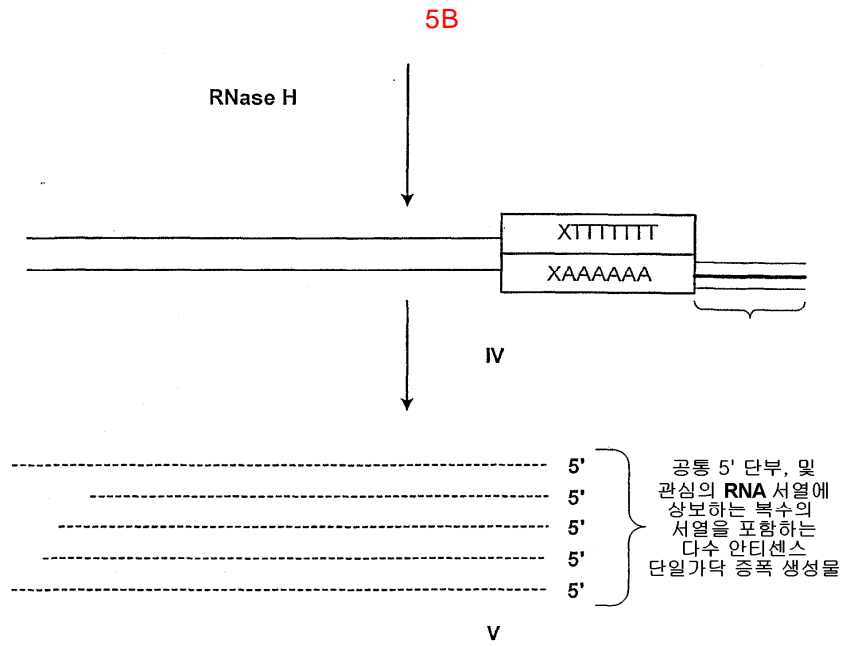 5B
RNase H
XTTTTTTT
XAAAAAA
IV
5'
5'
5'
5'
5'
공통 5' 단부, 및
관심의 RNA 서열에
상보하는 복수의
서열을 포함하는
다수 안티센스
단일가닥 증폭 생성물
V